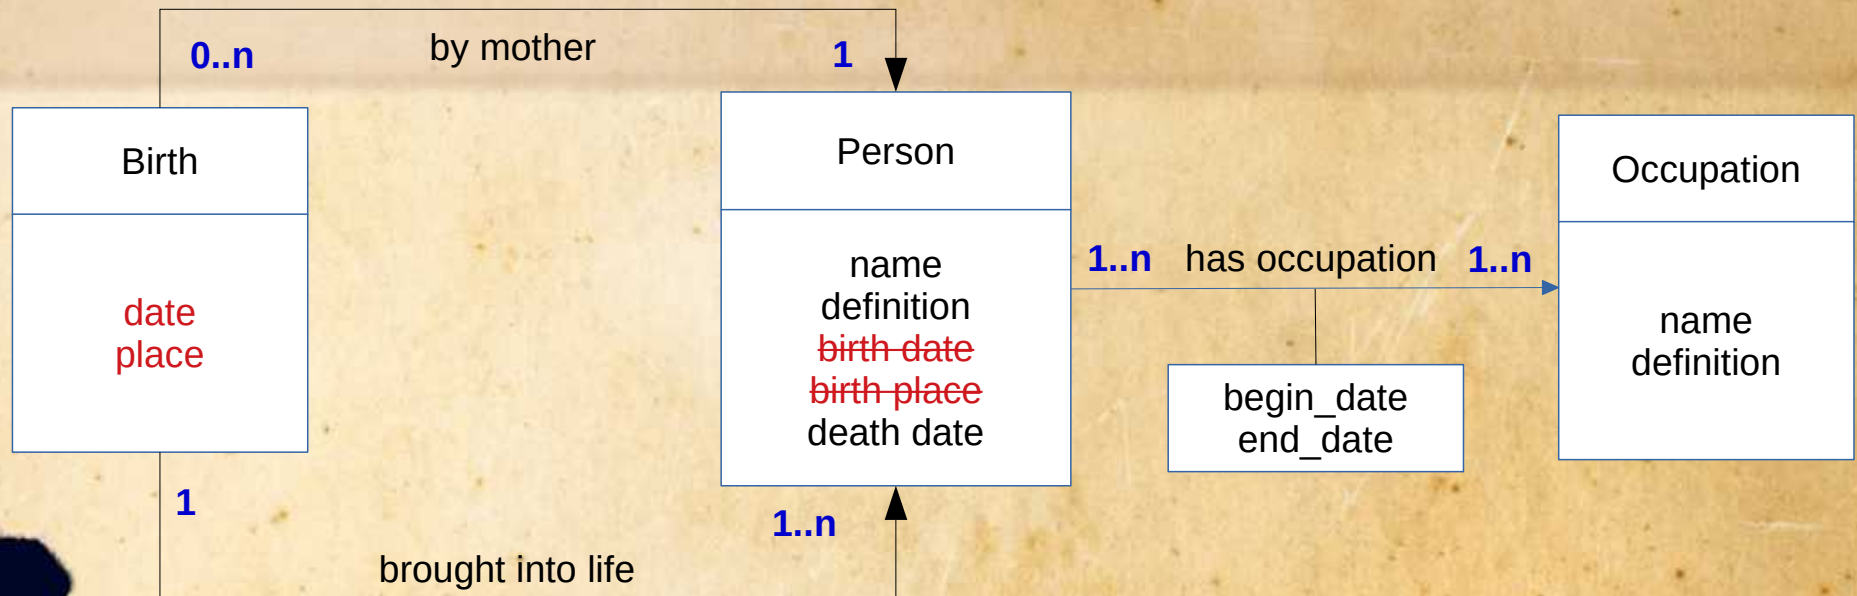 0..n
by mother
1
Birth
date
place
1
Person
name
definition
birth date
birth place
death date
1..n
has occupation
1..n
begin_date
end_date
Occupation
name
definition
1..n
brought into life